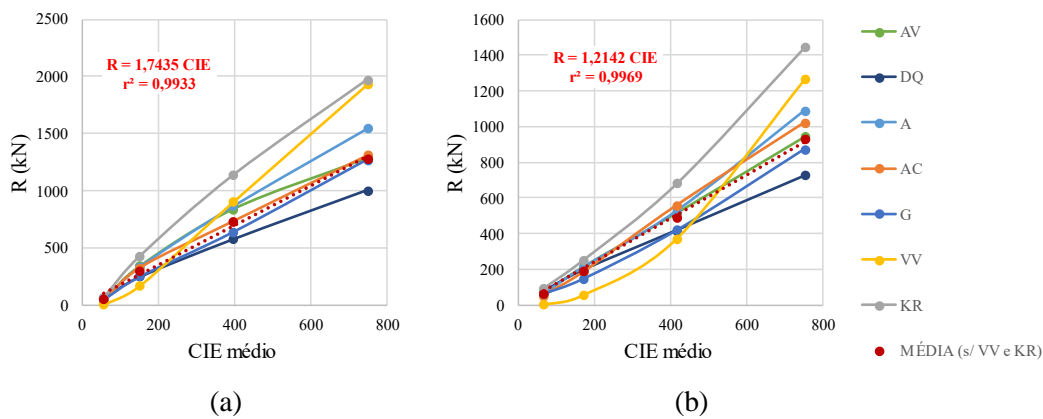 2500
2000
1500
1000
500
0
R (kN)
R = 1,7435 CIE
r² = 0,9933
0 200 400 600 800
CIE médio
(a)
1600
1400
1200
1000
800
600
400
200
0
R (kN)
R = 1,2142 CIE
r² = 0,9969
0 200 400 600 800
CIE médio
(b)
AV
DQ
A
AC
G
VV
KR
MÉDIA (s/ VV e KR)